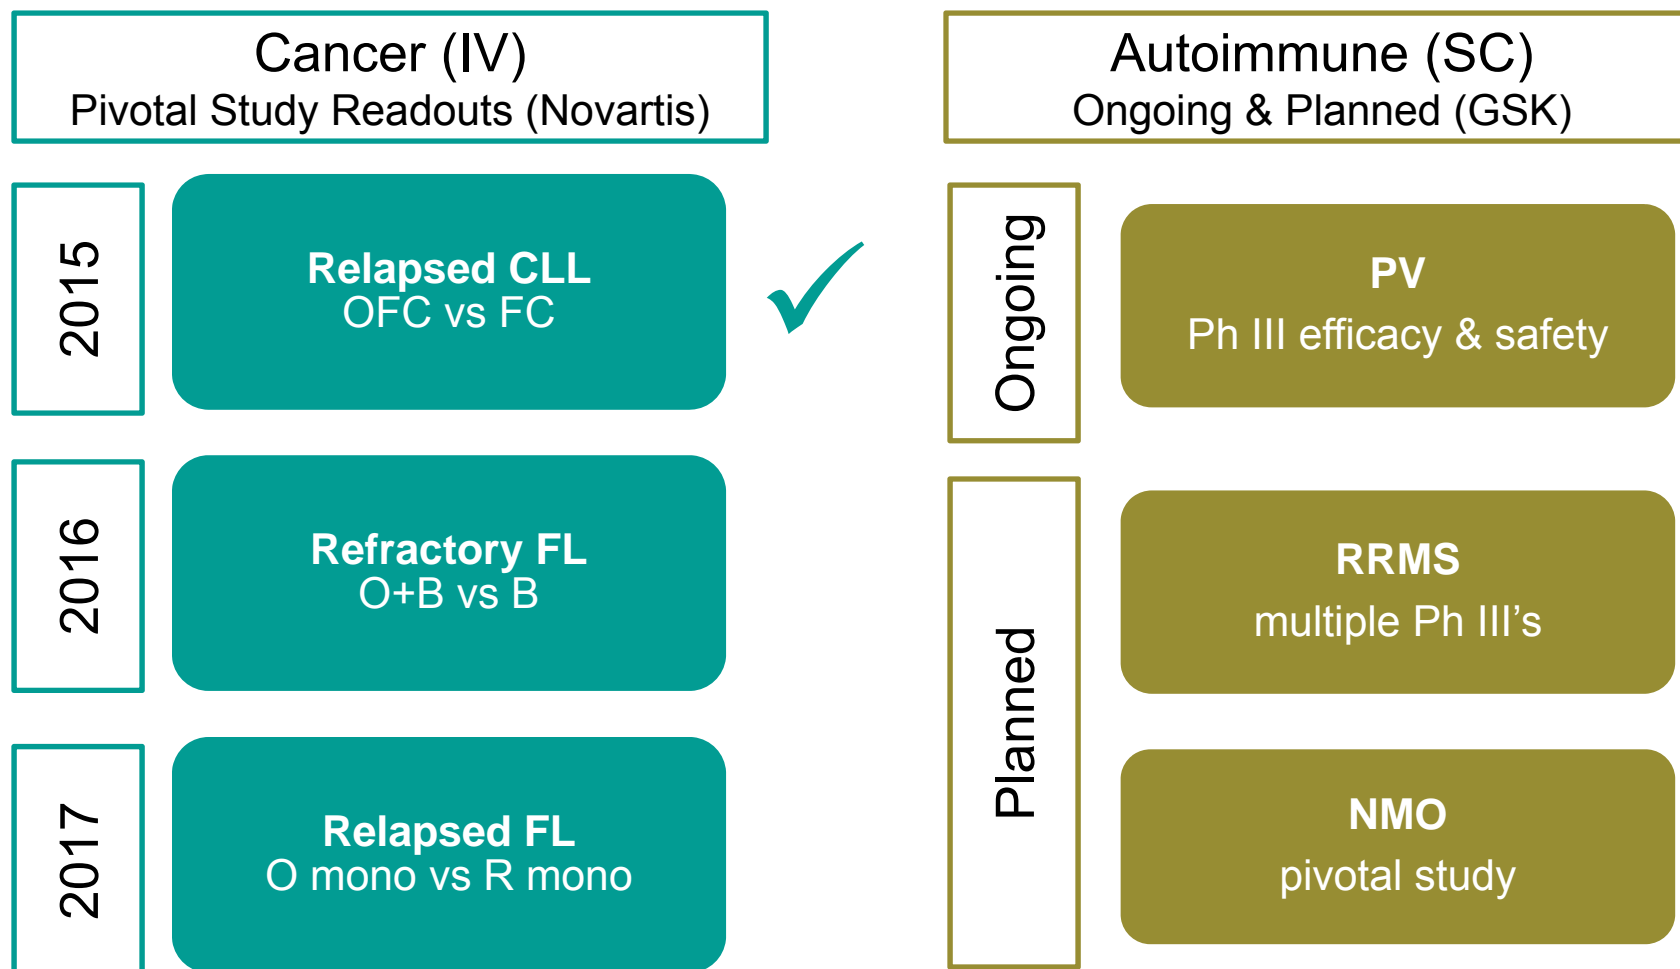 Cancer (IV)
Pivotal Study Readouts (Novartis)
2015
Relapsed CLL
OFC vs FC
2016
Refractory FL
O+B vs B
2017
Relapsed FL
O mono vs R mono
Autoimmune (SC)
Ongoing & Planned (GSK)
Ongoing
PV
Ph III efficacy & safety
Planned
RRMS
multiple Ph III’s
NMO
pivotal study